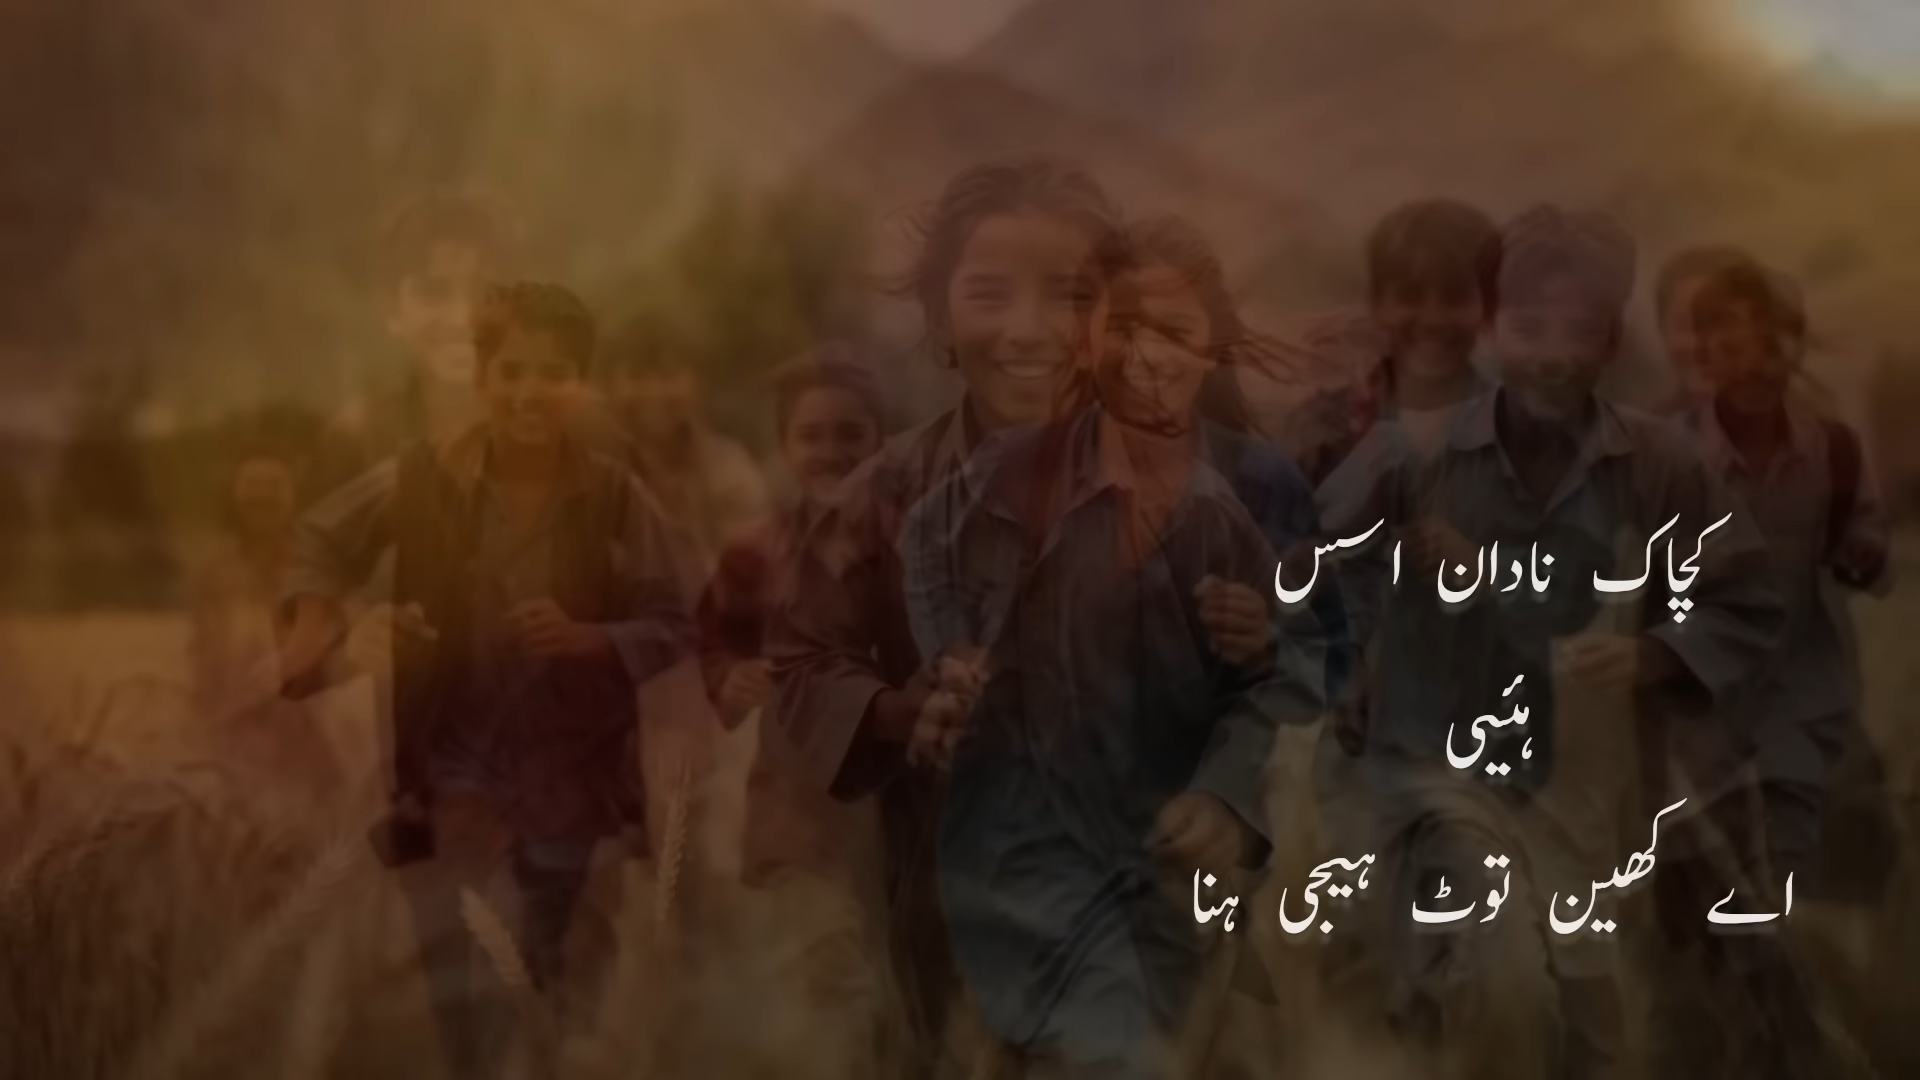 کچاک نادان اسس
ہئیی
اے کھین توٹ ہیجی ہنا